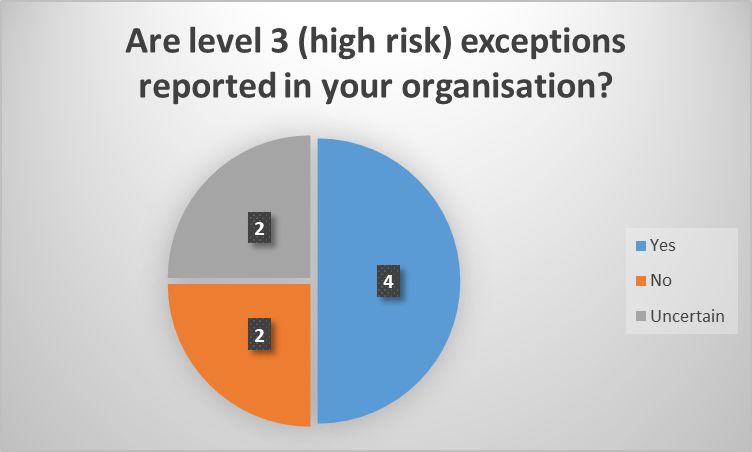 Are level 3 (high risk) exceptions
reported in your organisation?
2
4
2
Yes
No
Uncertain